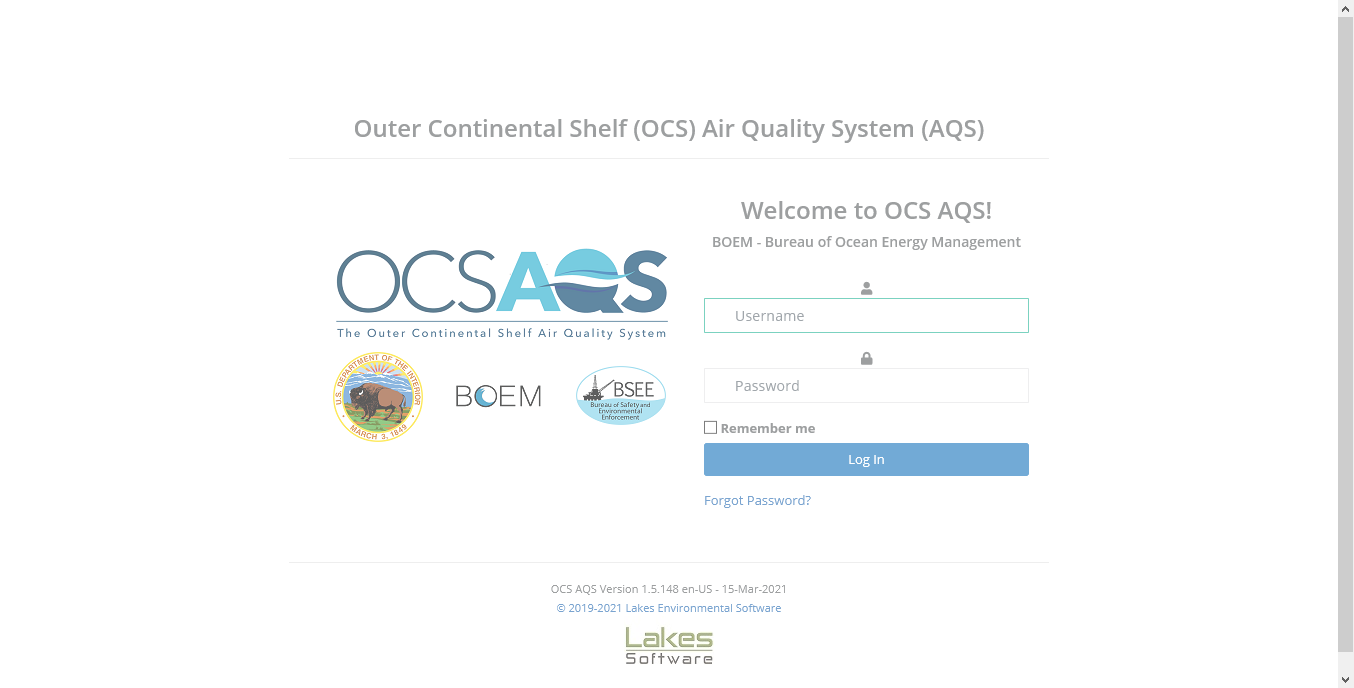 Outer Continental Shelf (OCS) Air Quality System (AQS)
OCSAQS
The Outer Continental Shelf Air Quality System
U.S. DEPARTMENT OF THE INTERIOR
MARCH 3, 1849
BOEM
BSEE
Bureau of Safety and
Environmental
Enforcement
Welcome to OCS AQS!
BOEM - Bureau of Ocean Energy Management
Username
Password
Remember me
Log In
Forgot Password?
OCS AQS Version 1.5.148 en-US - 15-Mar-2021
© 2019-2021 Lakes Environmental Software
Lakes
Software